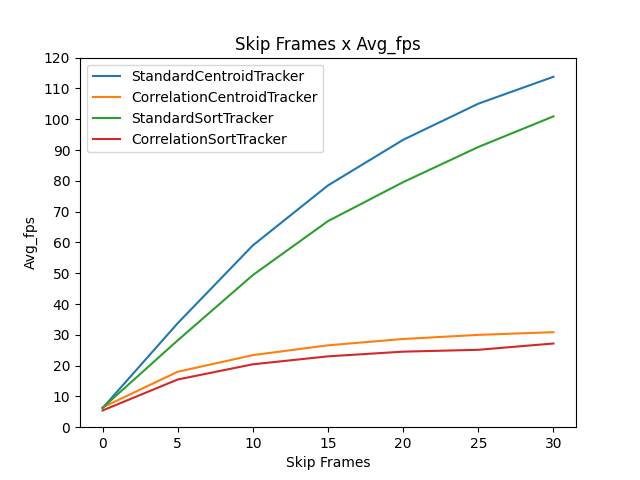 Skip Frames x Avg_fps
StandardCentroidTracker
CorrelationCentroidTracker
StandardSortTracker
CorrelationSortTracker
Avg_fps
120
110
100
90
80
70
60
50
40
30
20
10
0
0 5 10 15 20 25 30
Skip Frames